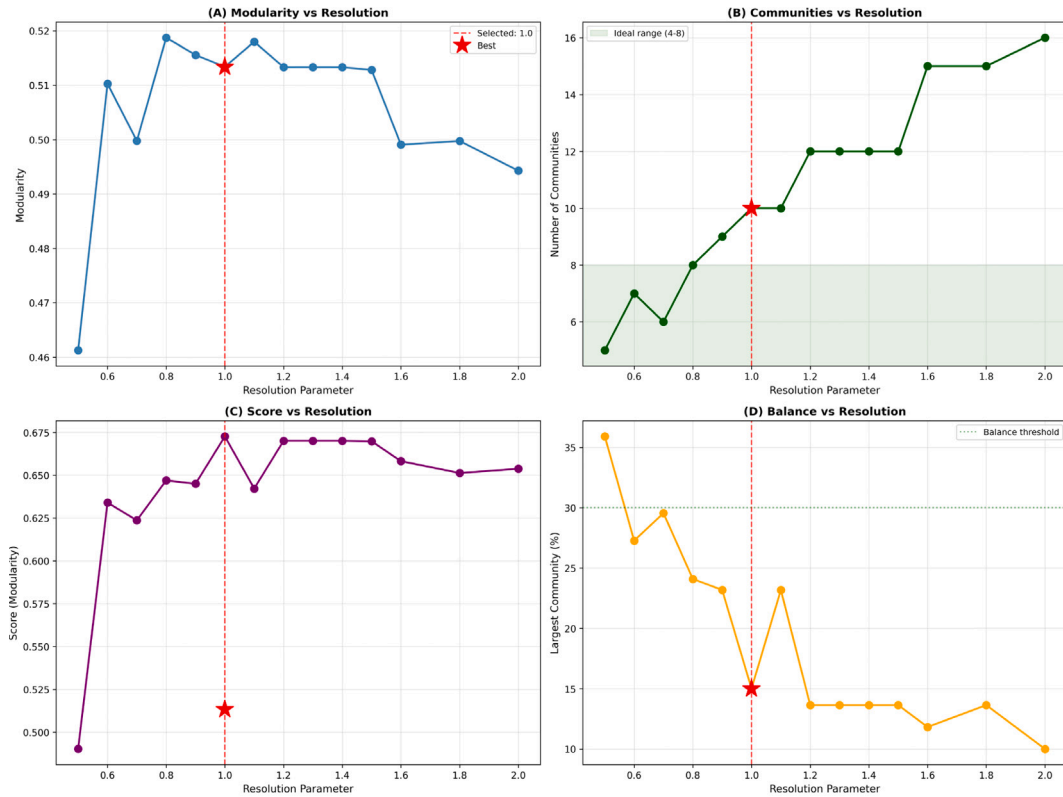 (A) Modularity vs Resolution
Selected: 1.0
Best
0.52
0.51
0.50
0.49
0.48
0.47
0.46
Modularity
0.6 0.8 1.0 1.2 1.4 1.6 1.8 2.0
Resolution Parameter
(B) Communities vs Resolution
Ideal range (4-8)
16
14
12
10
8
6
Number of Communities
0.6 0.8 1.0 1.2 1.4 1.6 1.8 2.0
Resolution Parameter
(C) Score vs Resolution
0.675
0.650
0.625
0.600
0.575
0.550
0.525
0.500
Score (Modularity)
0.6 0.8 1.0 1.2 1.4 1.6 1.8 2.0
Resolution Parameter
(D) Balance vs Resolution
Balance threshold
35
30
25
20
15
10
Largest Community (%)
0.6 0.8 1.0 1.2 1.4 1.6 1.8 2.0
Resolution Parameter